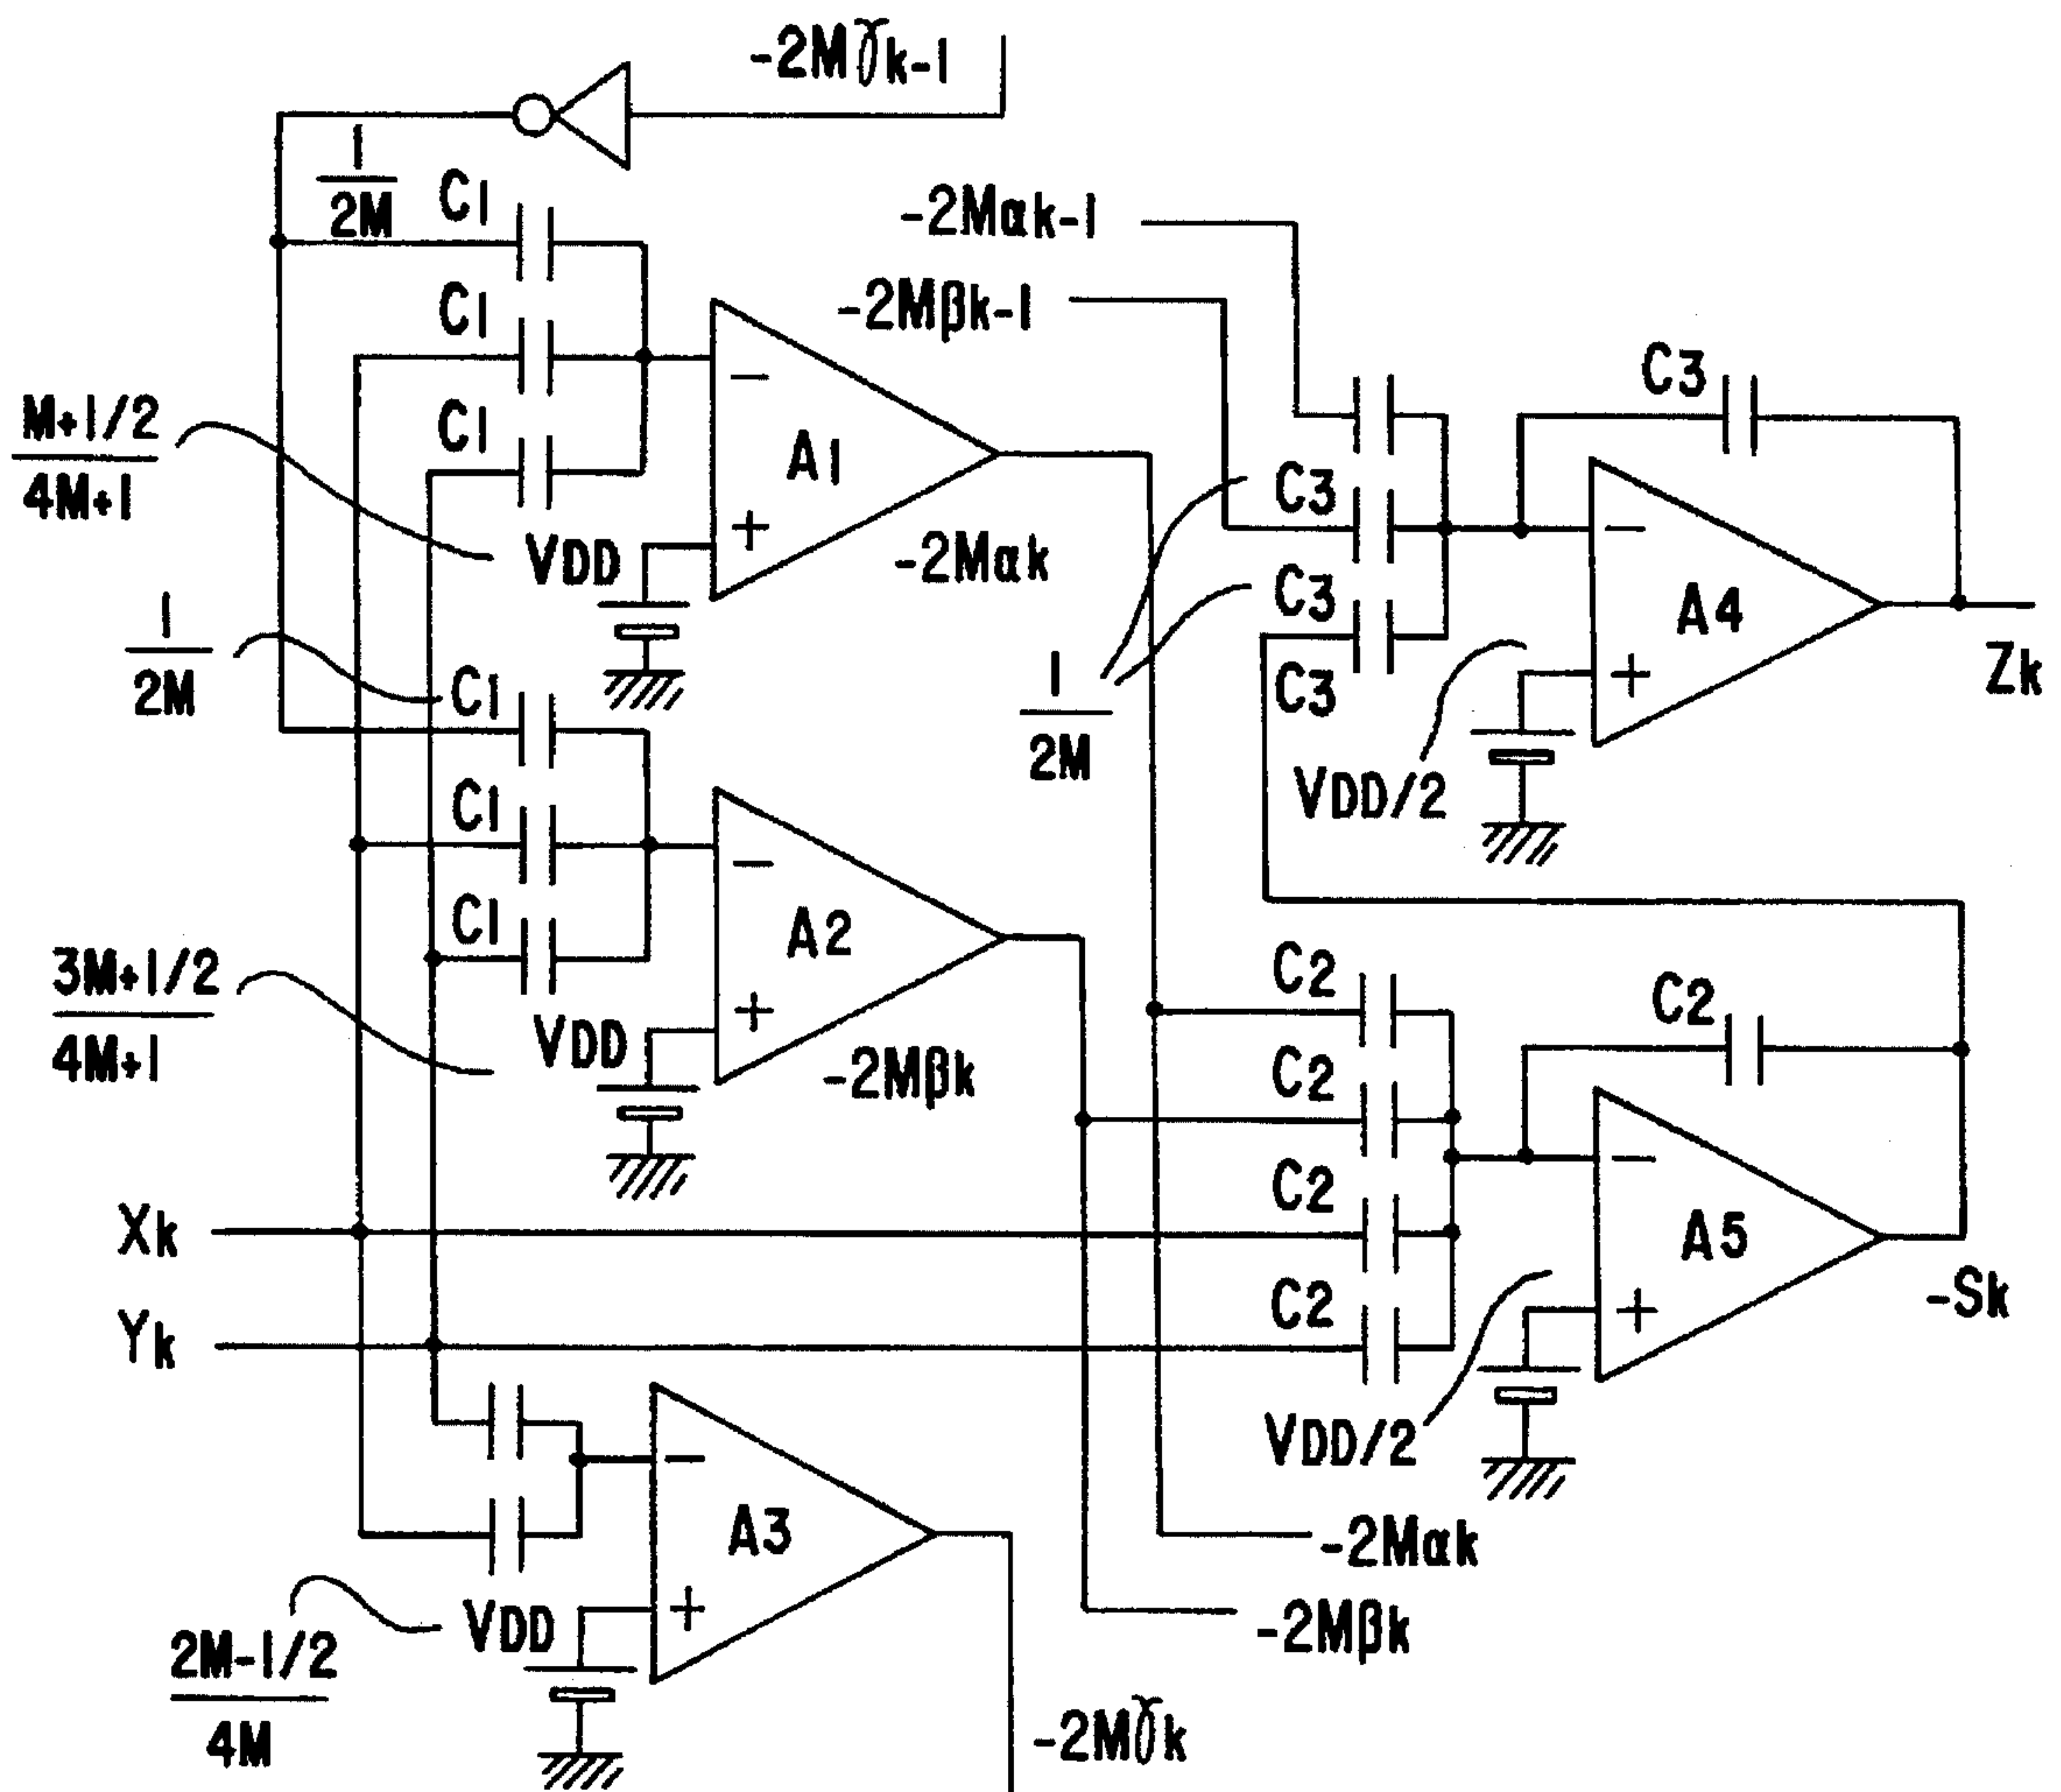 -2Mγk-1
1/2M
C1
-2Mαk-1
C1
-2Mβk-1
C3
M+1/2
4M+1
C1
A1
-
+
VDD
-2Mαk
C3
-
C3
A4
+
Zk
1
2M
C1
C3
1
2M
VDD/2
C1
-
A2
C1
+
3M+1/2
4M+1
VDD
-2Mβk
C2
C2
C2
-
Xk
C2
A5
Yk
C2
+
-Sk
VDD/2
-
A3
+
-2Mαk
2M-1/2
4M
VDD
-2Mβk
-2Mγk